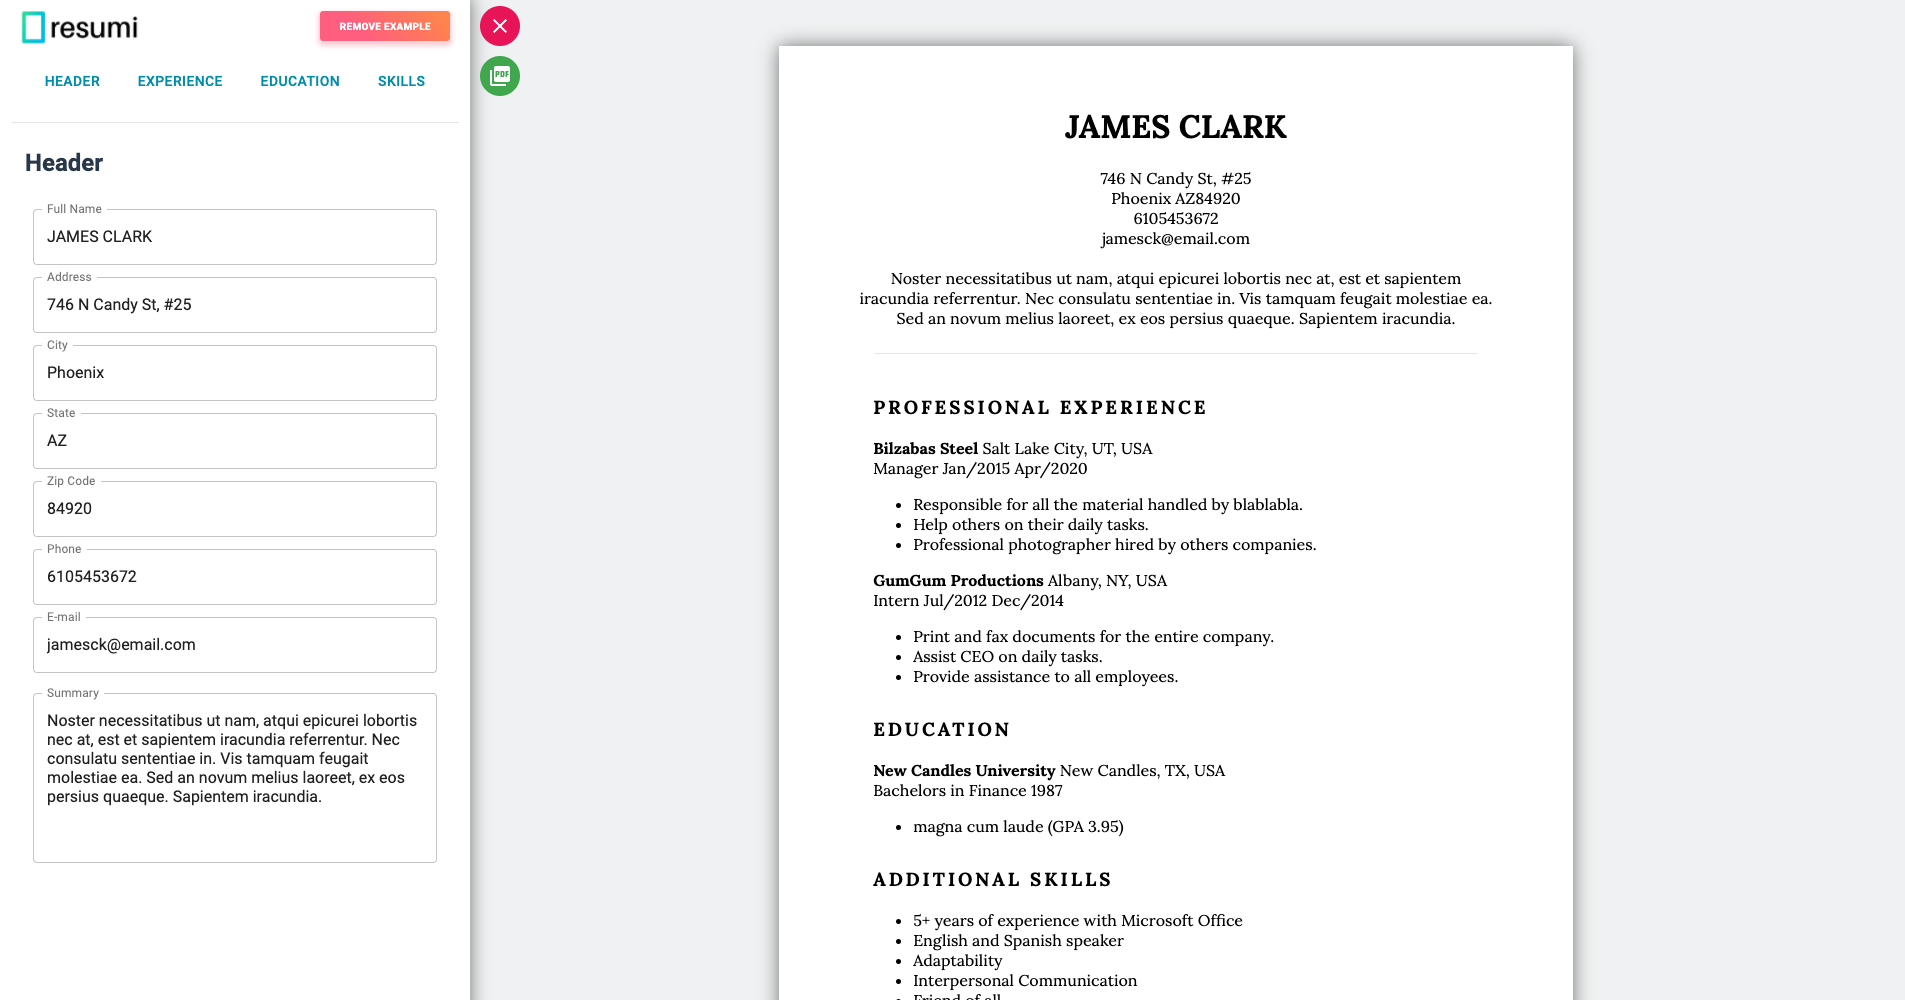 resumi
REMOVE EXAMPLE
HEADER EXPERIENCE EDUCATION SKILLS
Header
Full Name
JAMES CLARK
Address
746 N Candy St, #25
City
Phoenix
State
AZ
Zip Code
84920
Phone
6105453672
E-mail
jamesck@email.com
Summary
Noster necessitatibus ut nam, atqui epicurei lobortis
nec at, est et sapientem iracundia referrentur. Nec
consulatu sententiae in. Vis tamquam feugait
molestiae ea. Sed an novum melius laoreet, ex eos
persius quaeque. Sapientem iracundia.
PDF
JAMES CLARK
746 N Candy St, #25
Phoenix AZ84920
6105453672
jamesck@email.com
Noster necessitatibus ut nam, atqui epicurei lobortis nec at, est et sapientem
iracundia referrentur. Nec consulatu sententiae in. Vis tamquam feugait molestiae ea.
Sed an novum melius laoreet, ex eos persius quaeque. Sapientem iracundia.
PROFESSIONAL EXPERIENCE
Bilzabas Steel Salt Lake City, UT, USA
Manager Jan/2015 Apr/2020
• Responsible for all the material handled by blablabla.
• Help others on their daily tasks.
• Professional photographer hired by others companies.
GumGum Productions Albany, NY, USA
Intern Jul/2012 Dec/2014
• Print and fax documents for the entire company.
• Assist CEO on daily tasks.
• Provide assistance to all employees.
EDUCATION
New Candles University New Candles, TX, USA
Bachelors in Finance 1987
• magna cum laude (GPA 3.95)
ADDITIONAL SKILLS
• 5+ years of experience with Microsoft Office
• English and Spanish speaker
• Adaptability
• Interpersonal Communication
• Friend of all